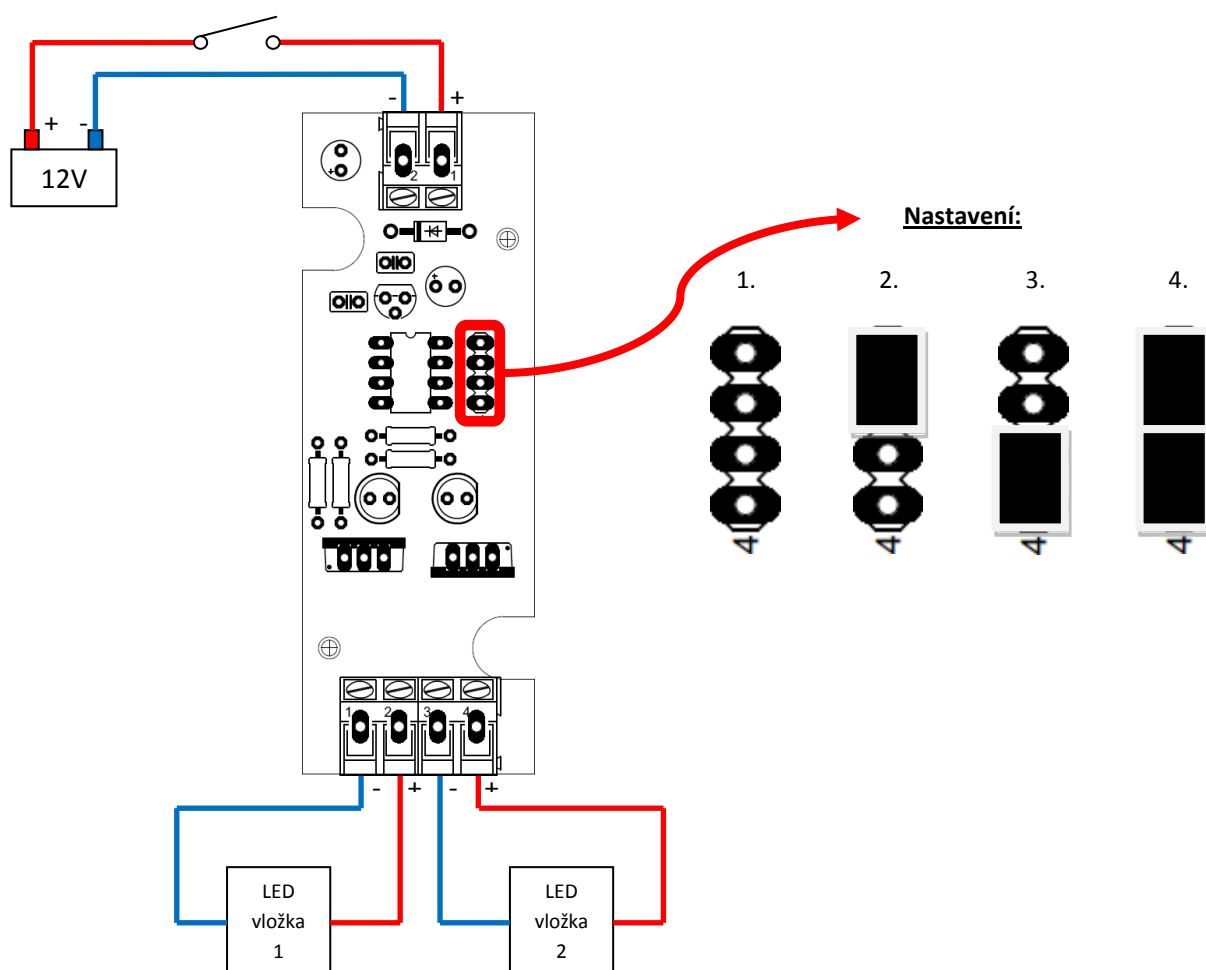 - +
+ -
12V
2 1
+
Nastavení:
+
1. 2. 3. 4.
4 4 4 4
1 2 3 4
- + - +
LED
vložka
1
LED
vložka
2